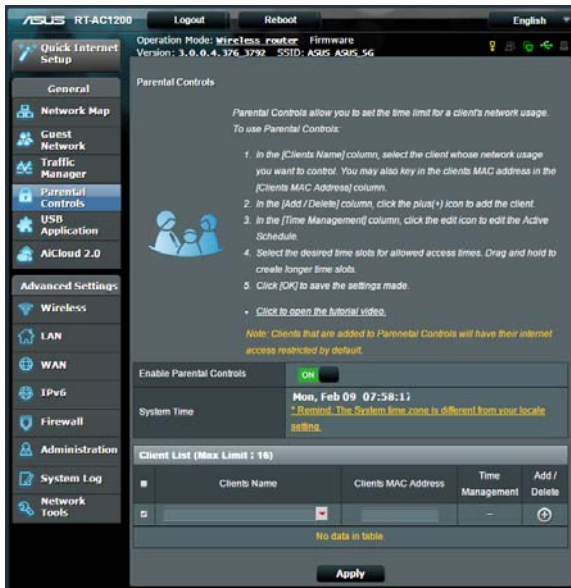 ASUS RT-AC1200
Logout
Reboot
English
Quick Internet
Setup
Operation Mode: Wireless router Firmware
Version: 3.0.0.4.376_3792 SSID: ASUS ASUS_5G
General
Network Map
Guest
Network
Traffic
Manager
Parental
Controls
USB
Application
AiCloud 2.0
Advanced Settings
Wireless
LAN
WAN
IPv6
Firewall
Administration
System Log
Network
Tools
Parental Controls
Parental Controls allow you to set the time limit for a client's network usage.
To use Parental Controls:
1. In the [Clients Name] column, select the client whose network usage
you want to control. You may also key in the clients MAC address in the
[Clients MAC Address] column.
2. In the [Add / Delete] column, click the plus(+) icon to add the client.
3. In the [Time Management] column, click the edit icon to edit the Active
Schedule.
4. Select the desired time slots for allowed access times. Drag and hold to
create longer time slots.
5. Click [OK] to save the settings made.
• Click to open the tutorial video.
Note: Clients that are added to Parenetal Controls will have their internet
access restricted by default.
Enable Parental Controls
ON
System Time
Mon, Feb 09 07:58:17
* Remind: The System time zone is different from your locale
setting.
Client List (Max Limit : 16)
Clients Name
Clients MAC Address
Time
Management
Add /
Delete
--
No data in table.
Apply